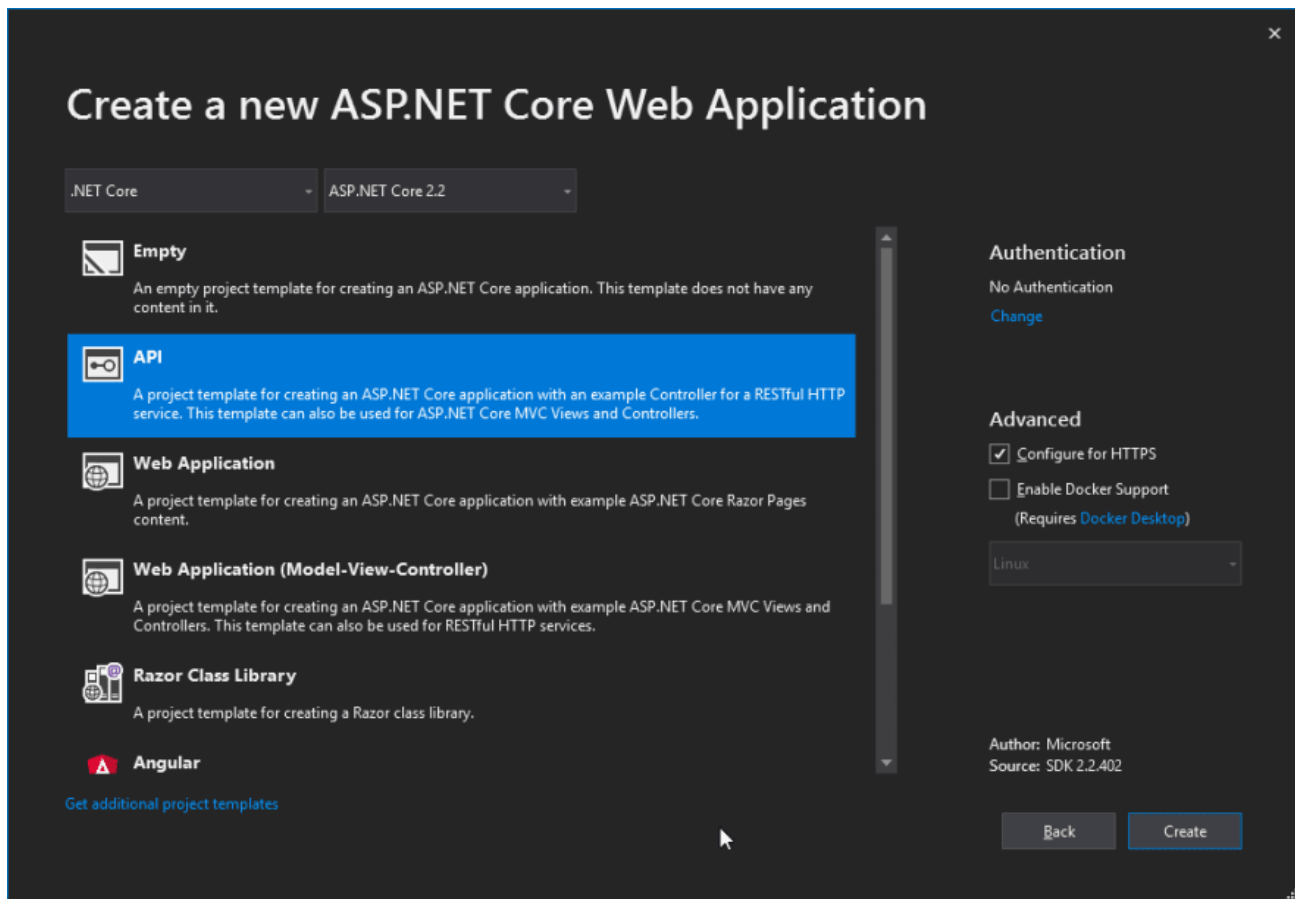 Create a new ASP.NET Core Web Application
.NET Core
ASP.NET Core 2.2
Empty
An empty project template for creating an ASP.NET Core application. This template does not have any
content in it.
API
A project template for creating an ASP.NET Core application with an example Controller for a RESTful HTTP
service. This template can also be used for ASP.NET Core MVC Views and Controllers.
Web Application
A project template for creating an ASP.NET Core application with example ASP.NET Core Razor Pages
content.
Web Application (Model-View-Controller)
A project template for creating an ASP.NET Core application with example ASP.NET Core MVC Views and
Controllers. This template can also be used for RESTful HTTP services.
Razor Class Library
A project template for creating a Razor class library.
Angular
Get additional project templates
Authentication
No Authentication
Change
Advanced
Configure for HTTPS
Enable Docker Support
(Requires Docker Desktop)
Linux
Author: Microsoft
Source: SDK 2.2.402
Back
Create